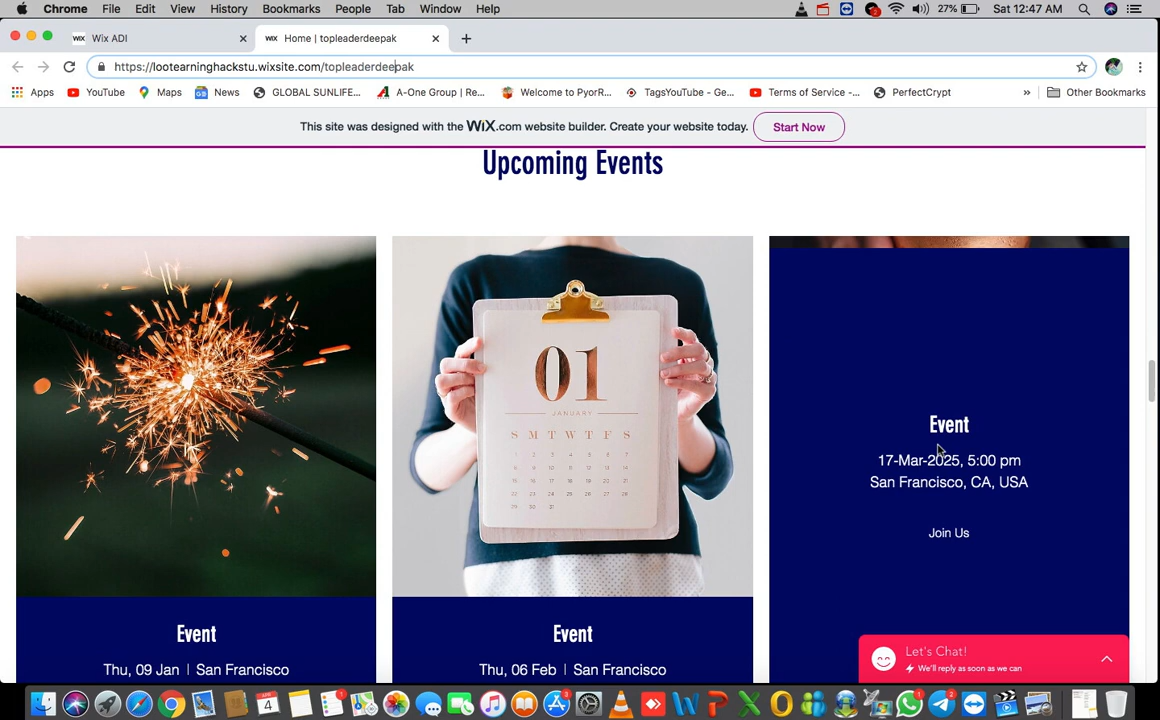 Chrome File Edit View History Bookmarks People Tab Window Help
27% Sat 12:47 AM
WiX Wix ADI
WiX Home | topleaderdeepak
https://lootearninghackstu.wixsite.com/topleaderdeepak
Apps YouTube Maps News GLOBAL SUNLIFE... A-One Group | Re... Welcome to PyorR... TagsYouTube - Ge... Terms of Service -... PerfectCrypt » Other Bookmarks
This site was designed with the WiX.com website builder. Create your website today. Start Now
Upcoming Events
01
JANUARY
S M T W T F S
Event
Thu, 09 Jan | San Francisco
Event
Thu, 06 Feb | San Francisco
Event
17-Mar-2025, 5:00 pm
San Francisco, CA, USA
Join Us
Let's Chat!
We'll reply as soon as we can